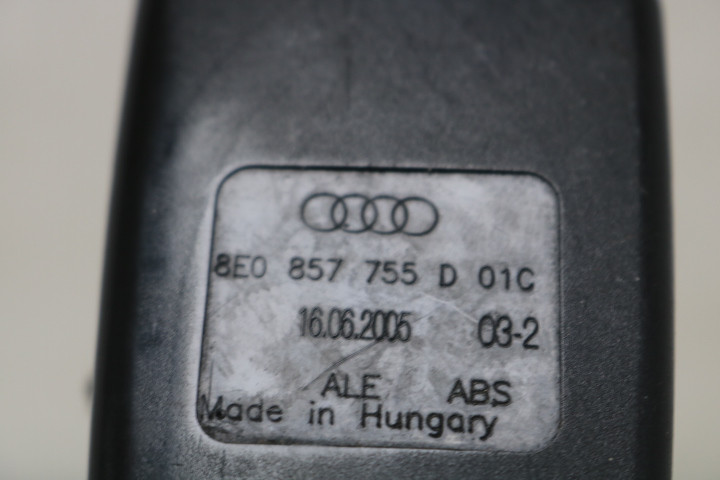 8E0 857 755 D 01C
16.06.2005 03-2
ALE ABS
Made in Hungary